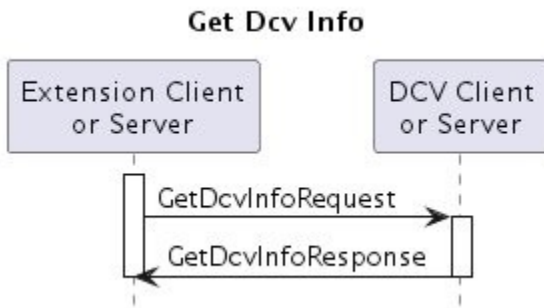 Get Dcv Info
Extension Client
or Server
DCV Client
or Server
GetDcvInfoRequest
GetDcvInfoResponse